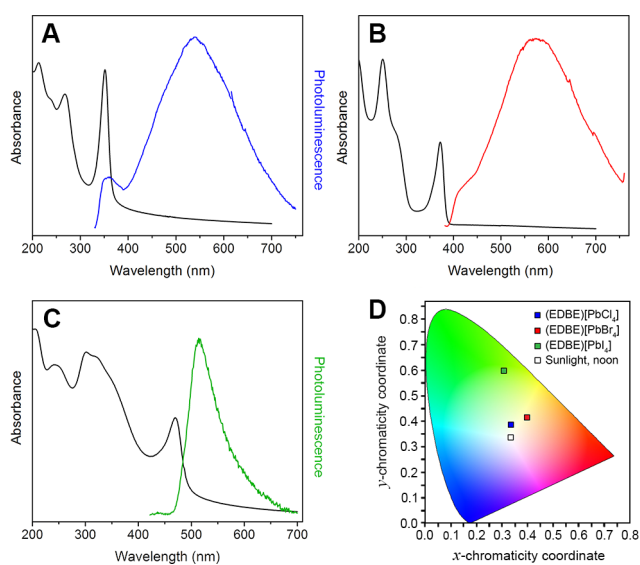 A
Absorbance
Photoluminescence
200 300 400 500 600 700
Wavelength (nm)
B
Absorbance
200 300 400 500 600 700
Wavelength (nm)
C
Absorbance
Photoluminescence
200 300 400 500 600 700
Wavelength (nm)
D
(EDBE)[PbCl4]
(EDBE)[PbBr4]
(EDBE)[PbI4]
Sunlight, noon
y-chromaticity coordinate
0.8
0.7
0.6
0.5
0.4
0.3
0.2
0.1
0.0
0.0 0.1 0.2 0.3 0.4 0.5 0.6 0.7 0.8
x-chromaticity coordinate